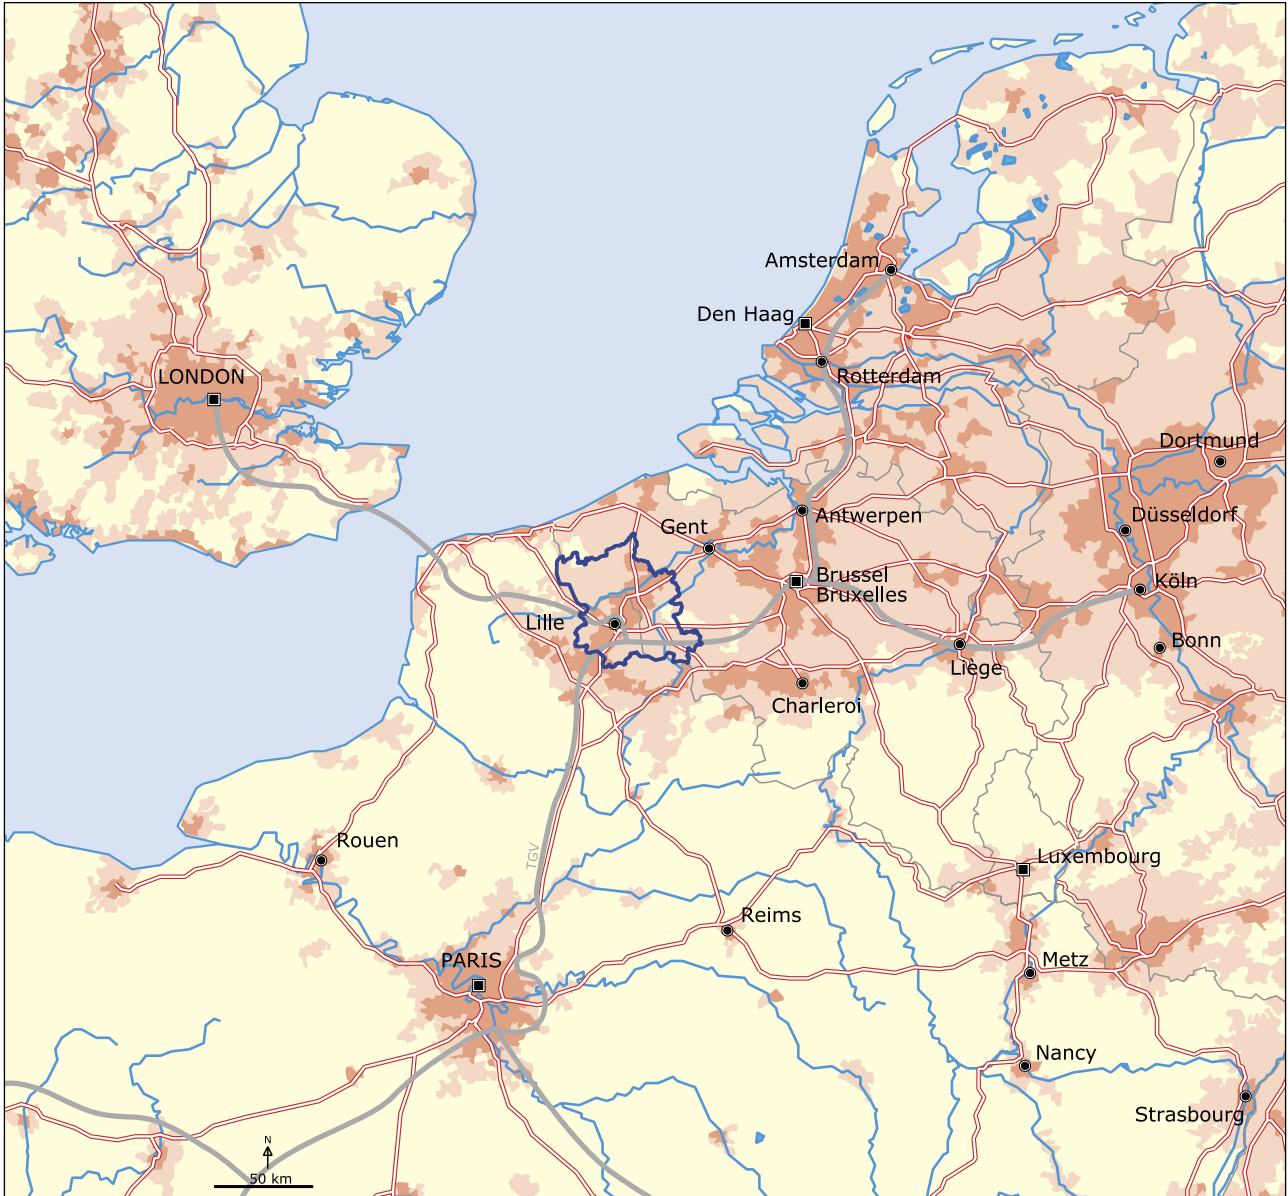 Amsterdam
Den Haag
LONDON
Rotterdam
Dortmund
Antwerpen
Düsseldorf
Gent
Brussel
Bruxelles
Köln
Lille
Bonn
Liège
Charleroi
Rouen
TGV
Luxembourg
Reims
PARIS
Metz
Nancy
Strasbourg
N
50 km